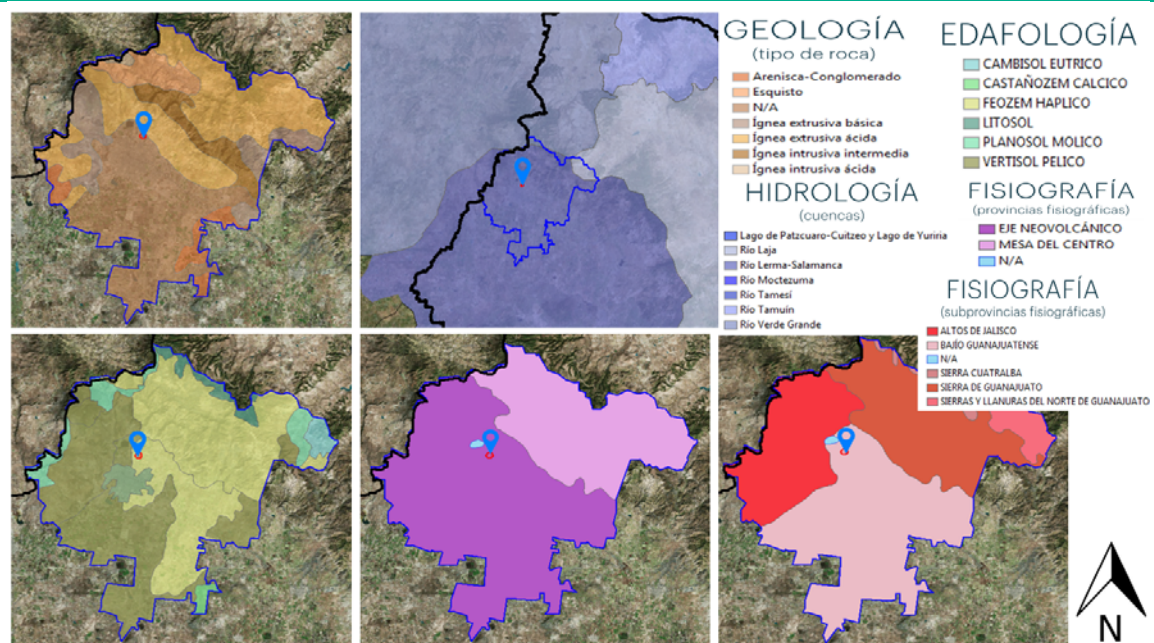 GEOLOGÍA
(tipo de roca)
Arenisca-Conglomerado
Esquisto
N/A
Ígnea extrusiva básica
Ígnea extrusiva ácida
Ígnea intrusiva intermedia
Ígnea intrusiva ácida
EDAFOLOGÍA
CAMBISOL EUTRICO
CASTAÑOZEM CALCICO
FEOZEM HAPLICO
LITOSOL
PLANOSOL MOLICO
VERTISOL PELICO
HIDROLOGÍA
(cuencas)
Lago de Patzcuaro-Cuitzeo y Lago de Yuriria
Río Laja
Río Lerma-Salamanca
Río Moctezuma
Río Tamesí
Río Tamuín
Río Verde Grande
FISIOGRAFÍA
(provincias fisiográficas)
EJE NEOVOLCÁNICO
MESA DEL CENTRO
N/A
FISIOGRAFÍA
(subprovincias fisiográficas)
ALTOS DE JALISCO
BAJÍO GUANAJUATENSE
N/A
SIERRA CUATRALBA
SIERRA DE GUANAJUATO
SIERRAS Y LLANURAS DEL NORTE DE GUANAJUATO
N